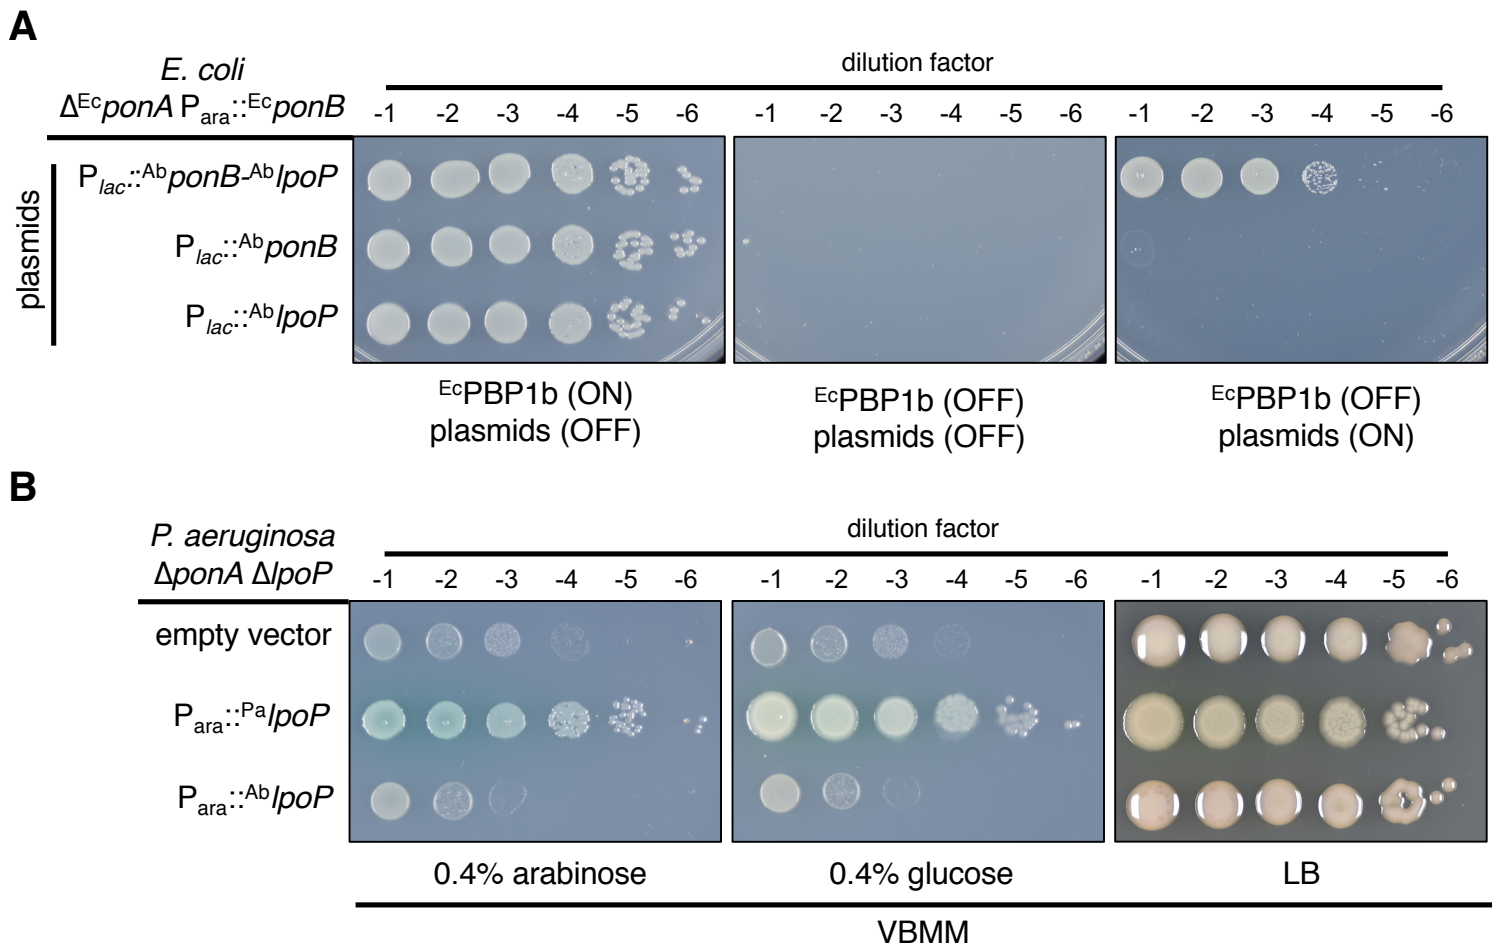 A
E. coli
dilution factor
ΔEcponA Para::EcponB
-1 -2 -3 -4 -5 -6 -1 -2 -3 -4 -5 -6 -1 -2 -3 -4 -5 -6
plasmids
Plac::AbponB-AblpoP
Plac::AbponB
Plac::AblpoP
EcPBP1b (ON)
plasmids (OFF)
EcPBP1b (OFF)
plasmids (OFF)
EcPBP1b (OFF)
plasmids (ON)
B
P. aeruginosa
dilution factor
ΔponA ΔlpoP
-1 -2 -3 -4 -5 -6 -1 -2 -3 -4 -5 -6 -1 -2 -3 -4 -5 -6
empty vector
Para::PalpoP
Para::AblpoP
0.4% arabinose
0.4% glucose
LB
VBMM